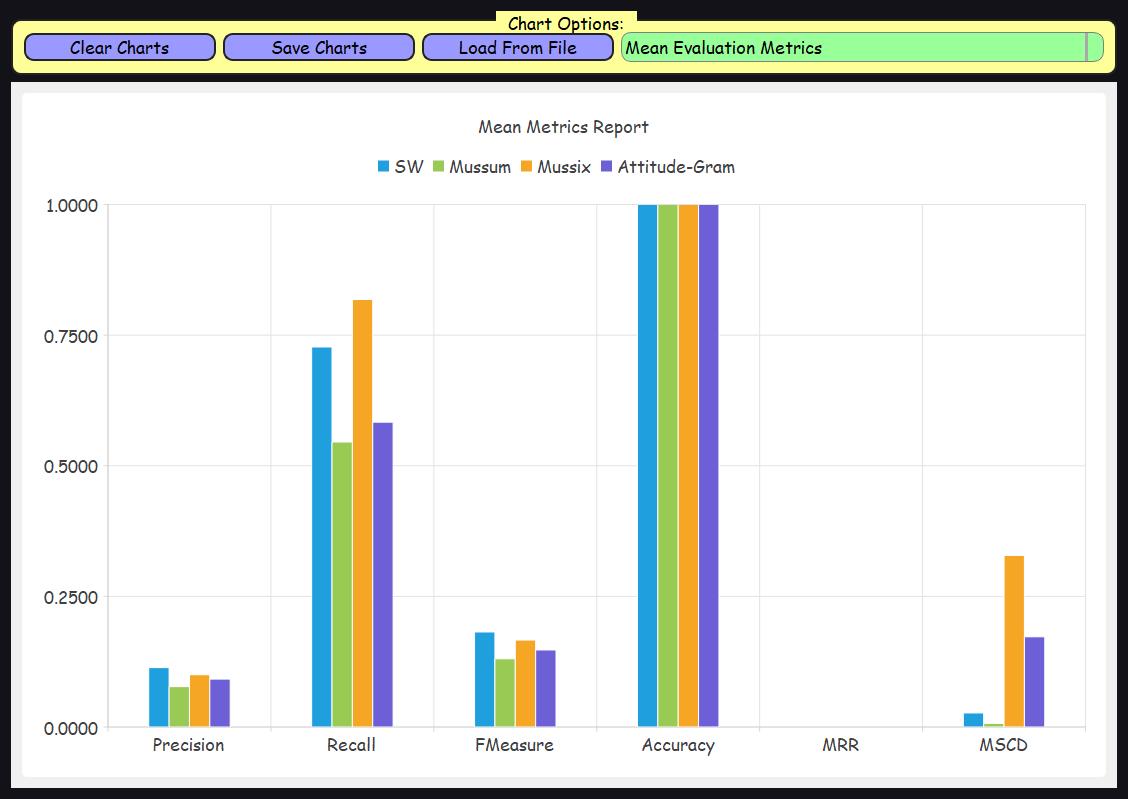 Chart Options:
Clear Charts Save Charts Load From File Mean Evaluation Metrics
Mean Metrics Report
SW Mussum Mussix Attitude-Gram
1.0000
0.7500
0.5000
0.2500
0.0000
Precision Recall FMeasure Accuracy MRR MSCD